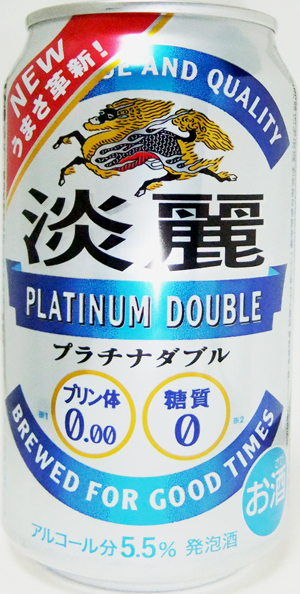 NEW
うまさ革新!
AND QUALITY
淡麗
PLATINUM DOUBLE
プラチナダブル
プリン体
0.00
※1
糖質
0
※2
BREWED FOR GOOD TIMES
お酒
アルコール分5.5% 発泡酒